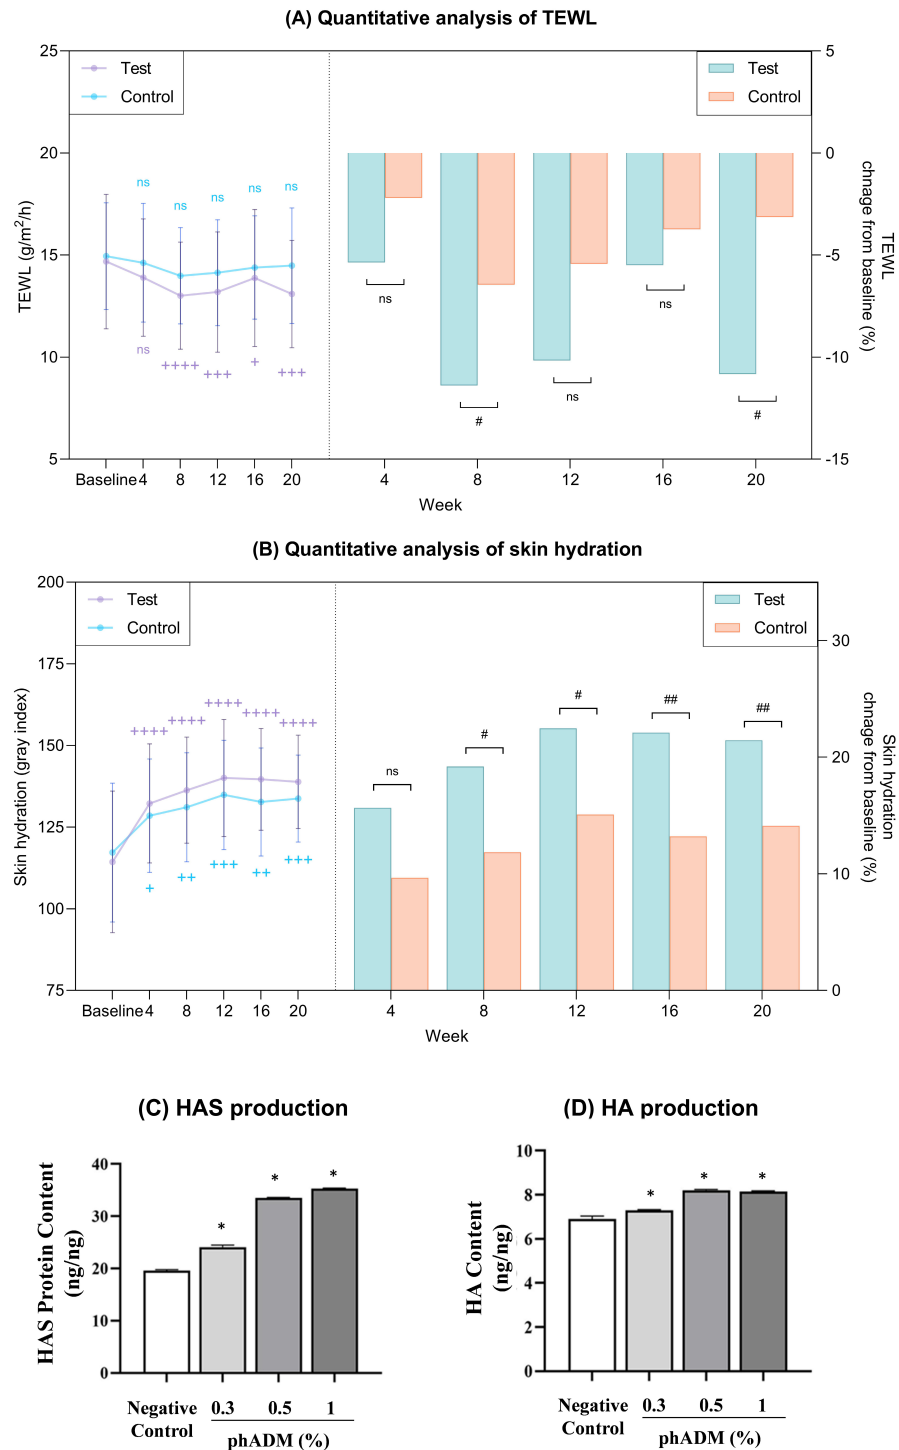 (A) Quantitative analysis of TEWL
25
20
15
10
5
TEWL (g/m²/h)
Test
Control
ns
ns
ns
ns
ns
ns
++++
+++
+
+++
Baseline
4
8
12
16
20
Test
Control
ns
#
ns
ns
#
4
8
12
16
20
5
0
-5
-10
-15
TEWL
chnage from baseline (%)
Week
(B) Quantitative analysis of skin hydration
200
175
150
125
100
75
Skin hydration (gray index)
Test
Control
++++
++++
++++
++++
++++
+
++
+++
++
+++
Baseline
4
8
12
16
20
Test
Control
ns
#
#
##
##
4
8
12
16
20
30
20
10
0
Skin hydration
chnage from baseline (%)
Week
(C) HAS production
HAS Protein Content
(ng/ng)
40
30
20
10
0
*
*
*
Negative
Control
0.3
0.5
1
phADM (%)
(D) HA production
HA Content
(ng/ng)
10
8
6
4
2
0
*
*
*
Negative
Control
0.3
0.5
1
phADM (%)